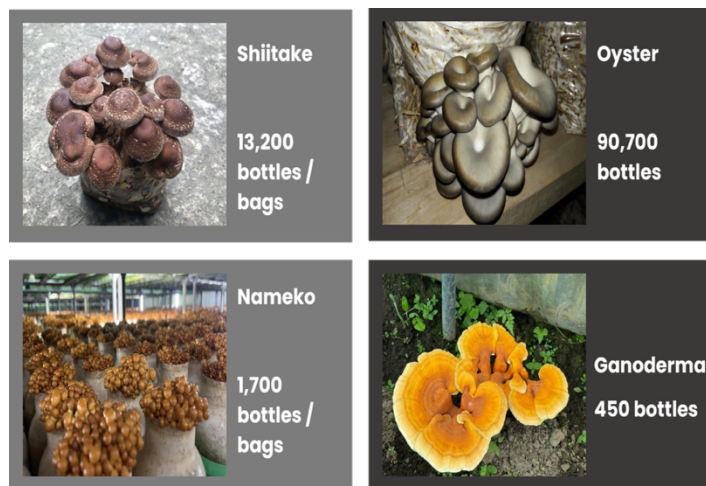 Shiitake
13,200
bottles /
bags
Oyster
90,700
bottles
Nameko
1,700
bottles /
bags
Ganoderma
450 bottles